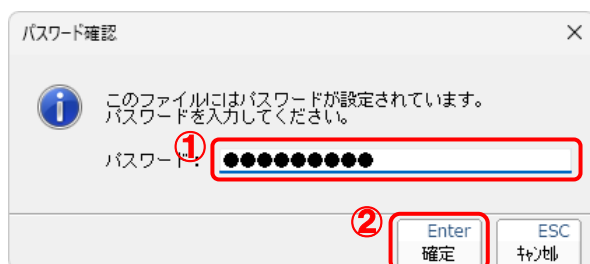 パスワード確認
このファイルにはパスワードが設定されています。
パスワードを入力してください。
①
パスワード： ●●●●●●●●●
②
Enter
確定
ESC
ｷｬﾝｾﾙ